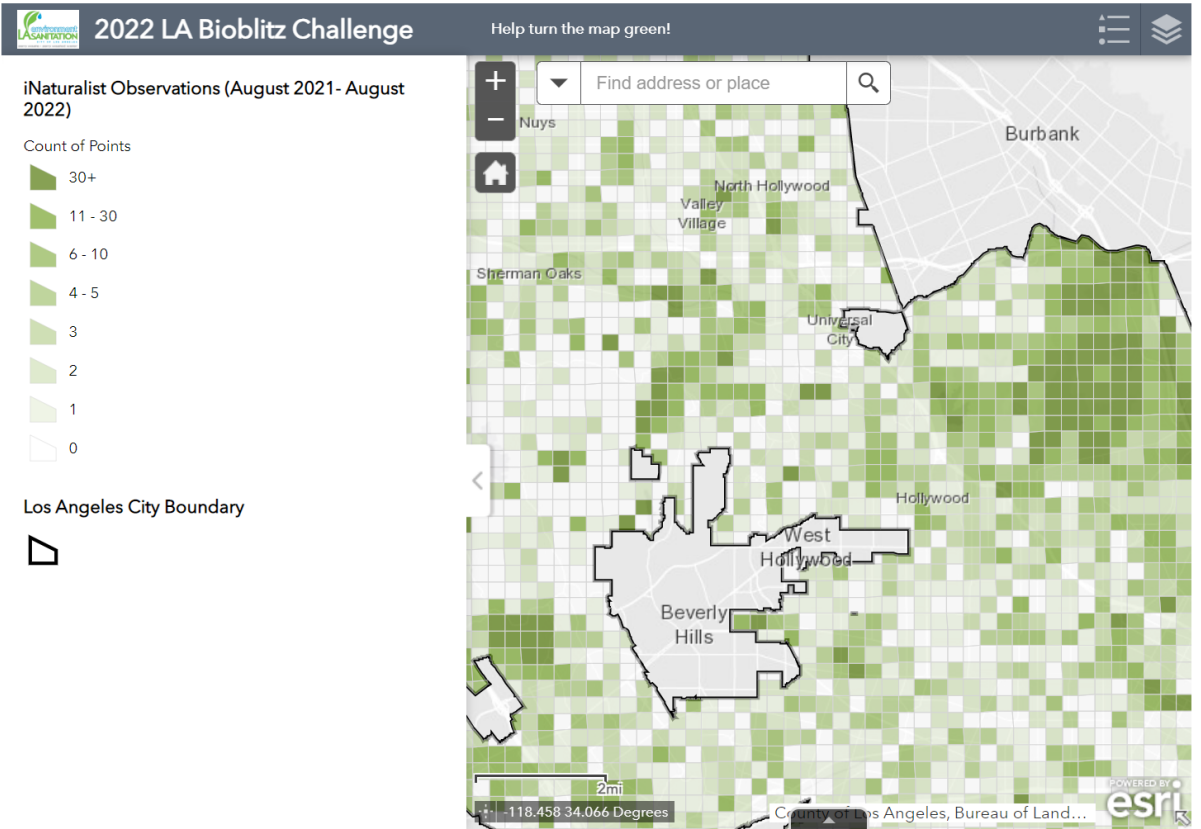 environment
LA SANITATION
2022 LA Bioblitz Challenge
Help turn the map green!
iNaturalist Observations (August 2021- August
2022)
Count of Points
30+
11 - 30
6 - 10
4 - 5
3
2
1
0
Los Angeles City Boundary
+
Find address or place
−
Nuys
Burbank
North Hollywood
Valley
Village
Sherman Oaks
Universal
City
Hollywood
West
Hollywood
Beverly
Hills
2mi
-118.458 34.066 Degrees
County of Los Angeles, Bureau of Land...
POWERED BY
esri